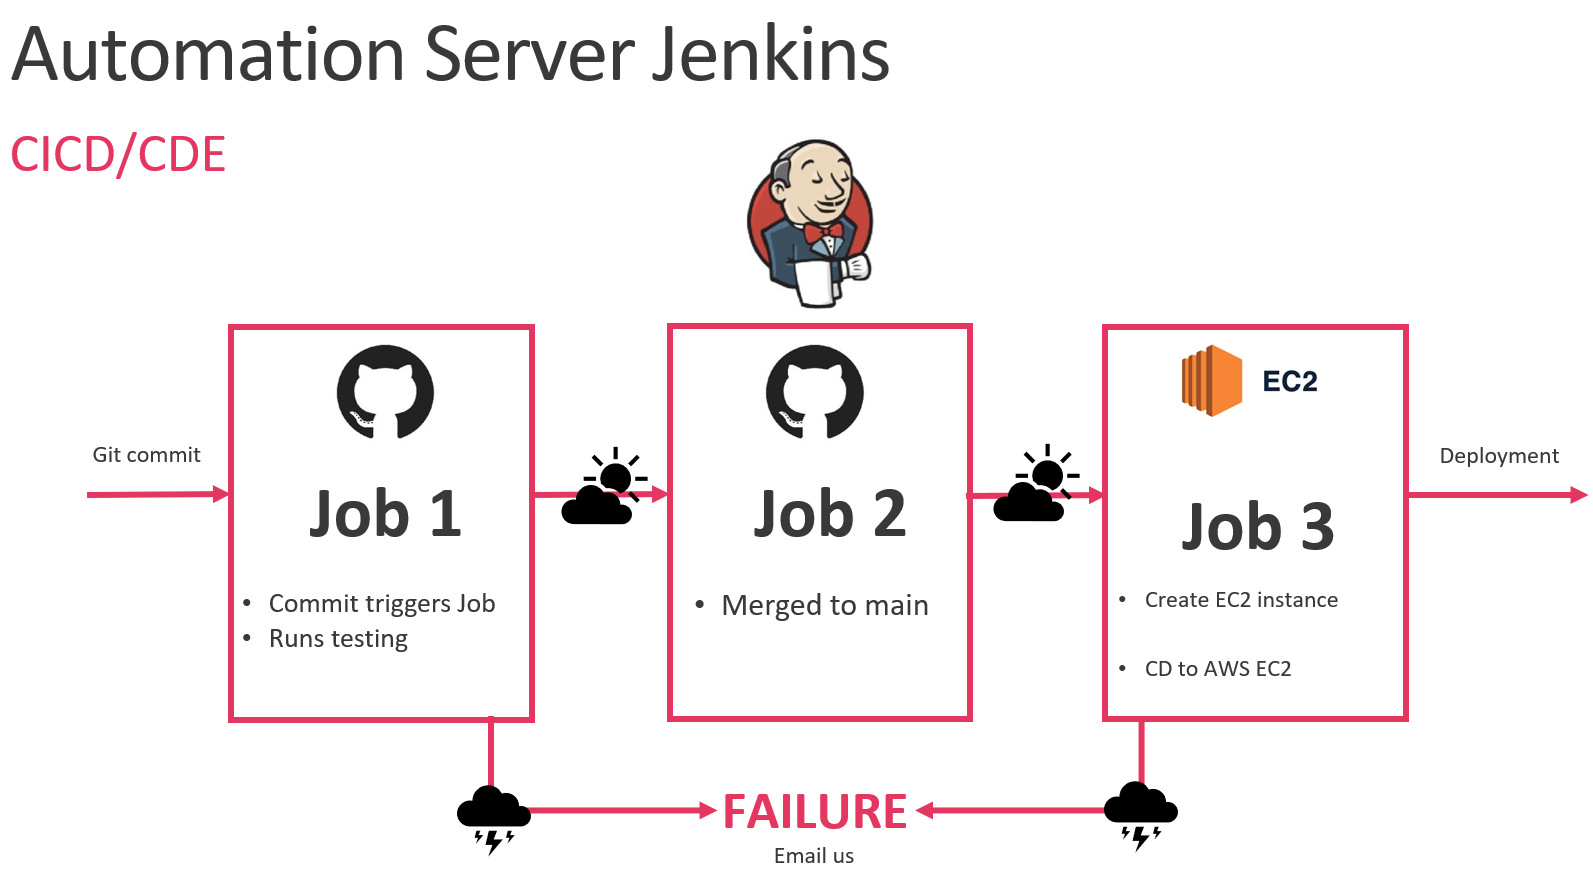 Automation Server Jenkins
CICD/CDE
Git commit
Job 1
• Commit triggers Job
• Runs testing
Job 2
• Merged to main
EC2
Job 3
• Create EC2 instance
• CD to AWS EC2
Deployment
FAILURE
Email us